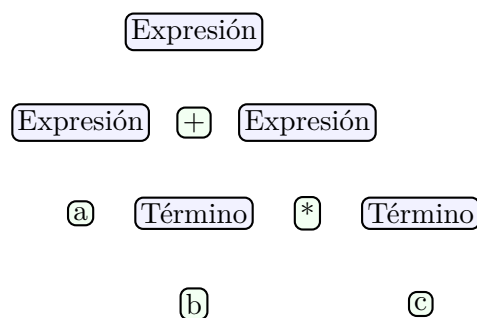 Expresión
Expresión + Expresión
a Término * Término
b c